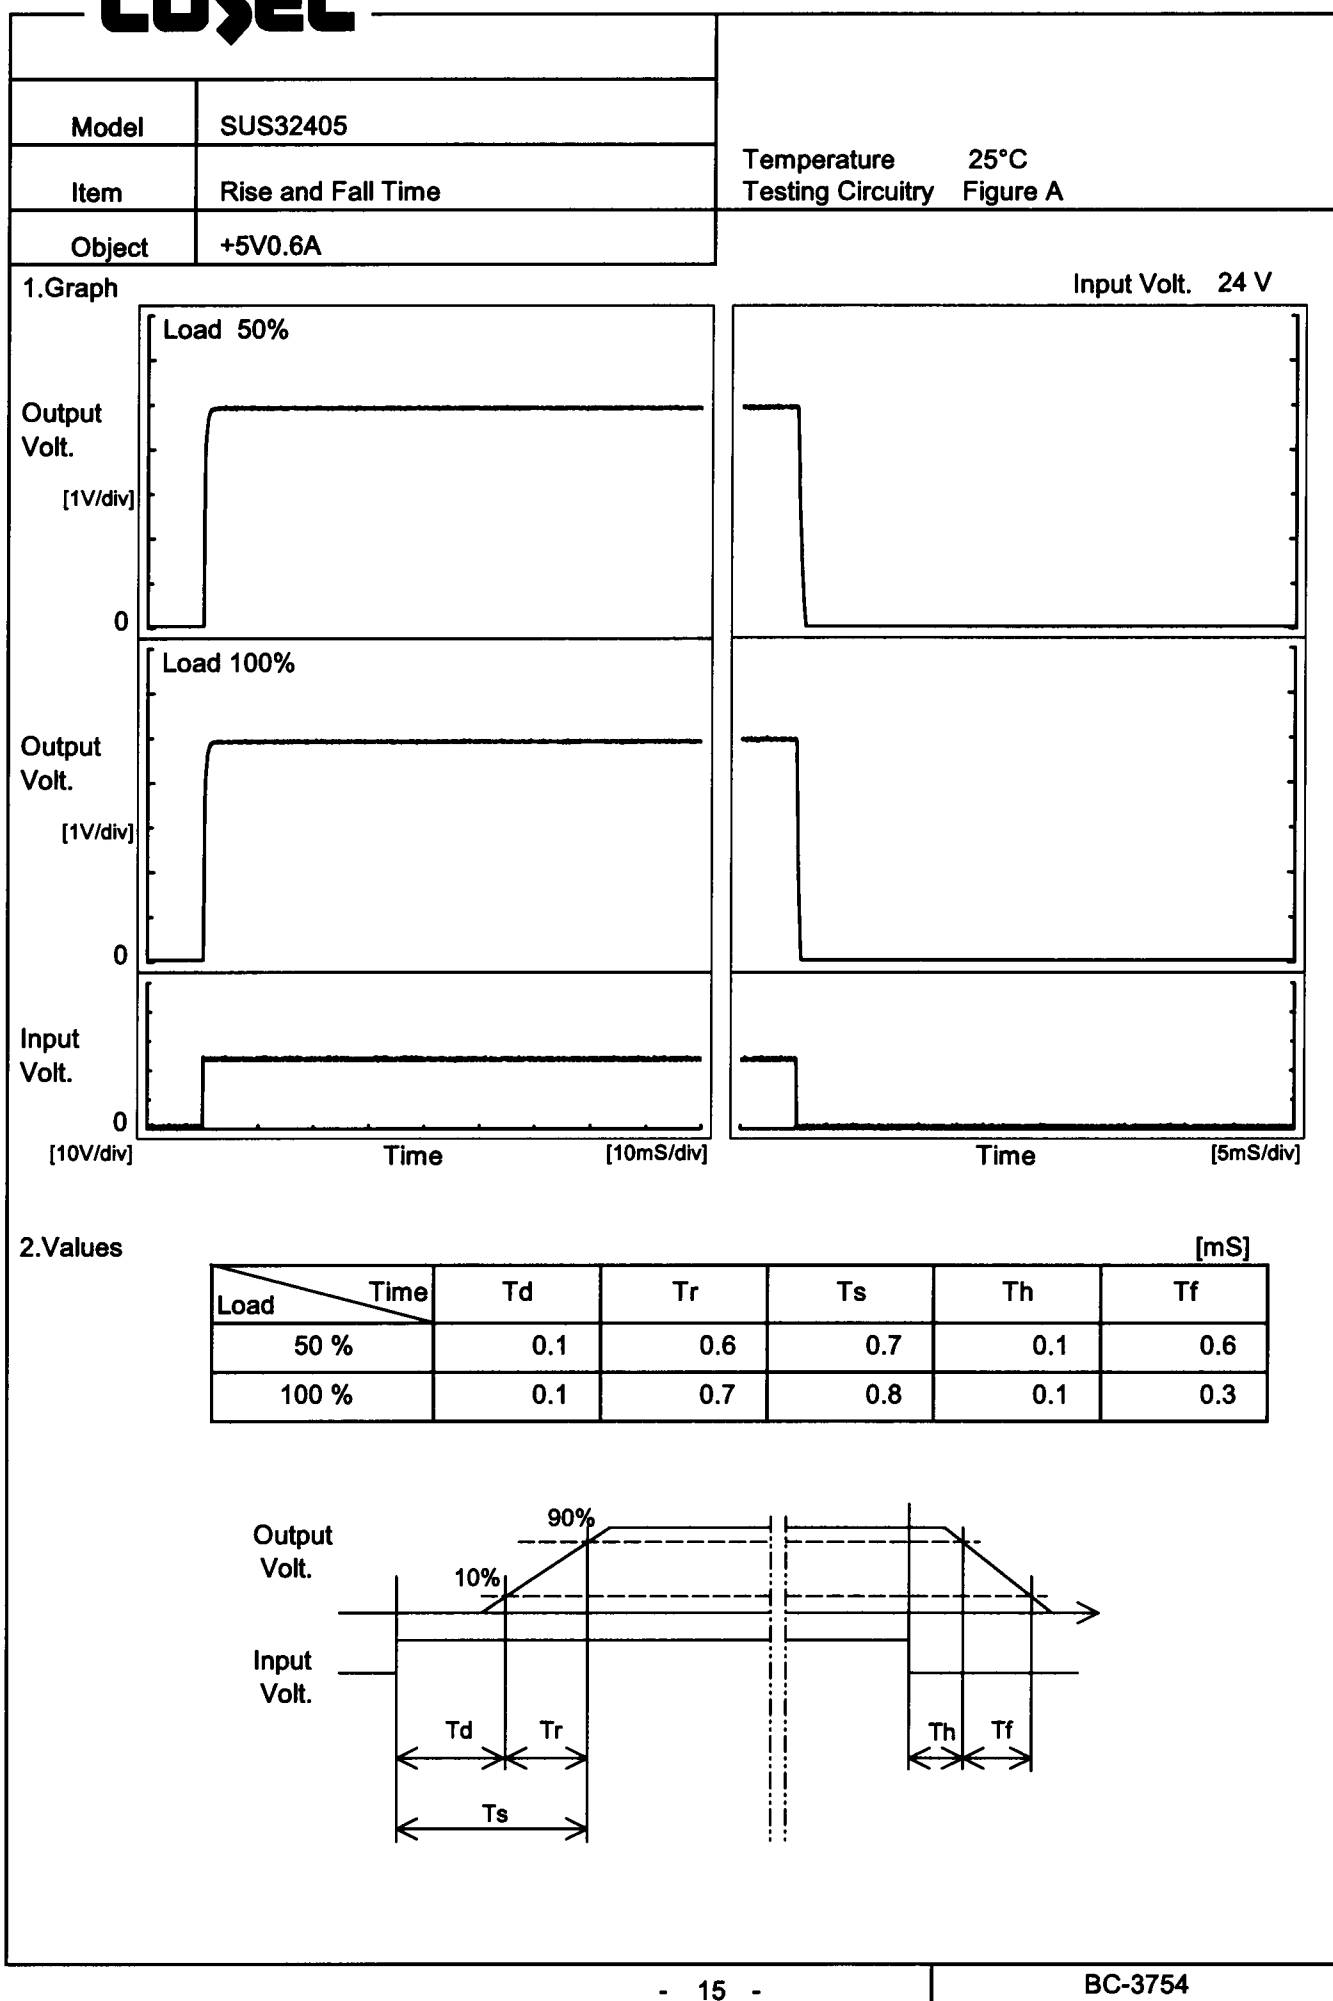 COSEL
Model SUS32405
Temperature 25°C
Item Rise and Fall Time Testing Circuitry Figure A
Object +5V0.6A
1.Graph Input Volt. 24 V
Load 50%
Output
Volt.
[1V/div]
0
Load 100%
Output
Volt.
[1V/div]
0
Input
Volt.
0
[10V/div] Time [10mS/div] Time [5mS/div]
2.Values [mS]
Time Td Tr Ts Th Tf
Load
50 % 0.1 0.6 0.7 0.1 0.6
100 % 0.1 0.7 0.8 0.1 0.3
90%
Output
Volt.
10%
Input
Volt.
Td Tr Th Tf
Ts
- 15 - BC-3754